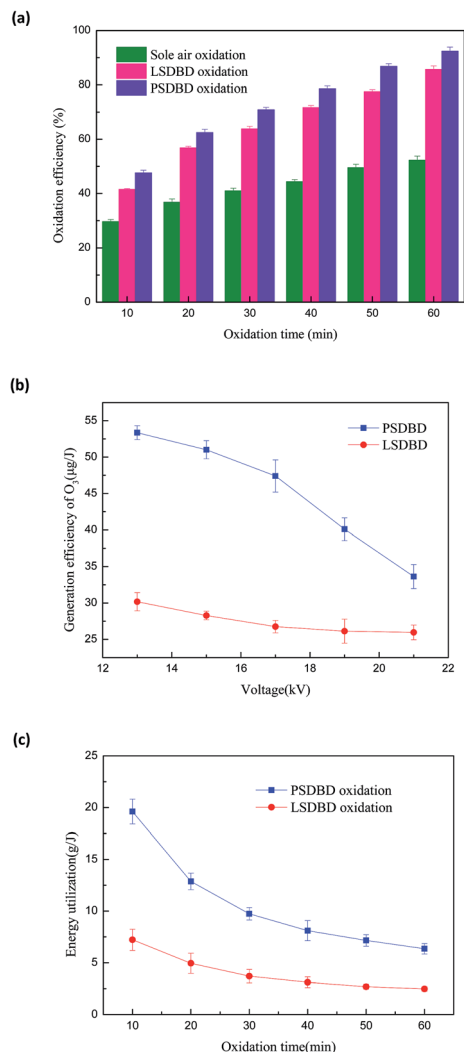 (a)
Oxidation efficiency (%)
100
80
60
40
20
0
Sole air oxidation
LSDBD oxidation
PSDBD oxidation
10 20 30 40 50 60
Oxidation time (min)
(b)
Generation efficiency of O3(μg/J)
55
50
45
40
35
30
25
PSDBD
LSDBD
12 14 16 18 20 22
Voltage(kV)
(c)
Energy utilization(g/J)
25
20
15
10
5
0
PSDBD oxidation
LSDBD oxidation
10 20 30 40 50 60
Oxidation time(min)